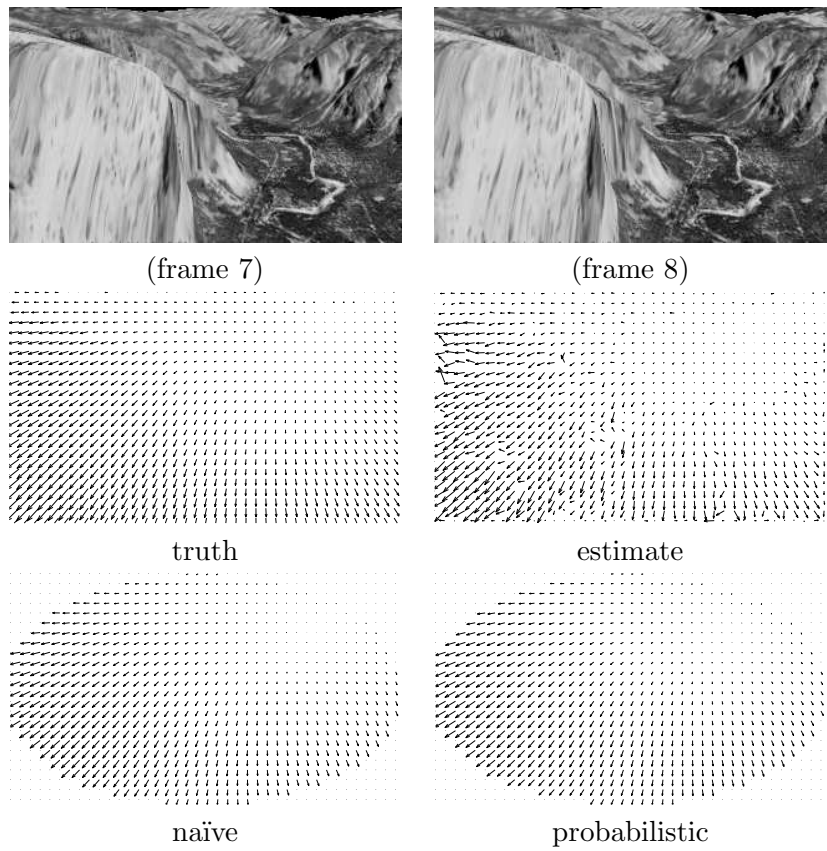 (frame 7)
(frame 8)
truth
estimate
naïve
probabilistic